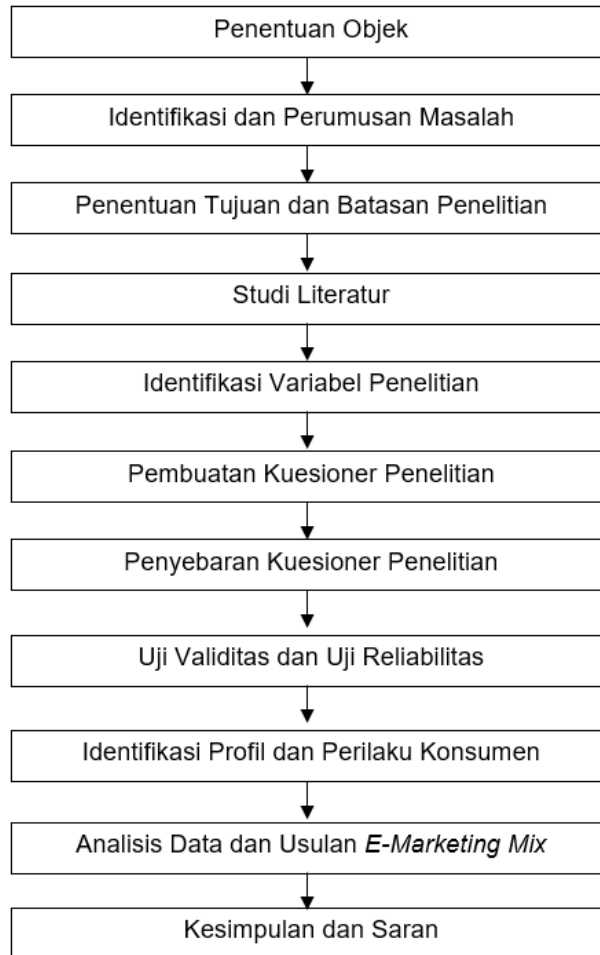 Penentuan Objek
Identifikasi dan Perumusan Masalah
Penentuan Tujuan dan Batasan Penelitian
Studi Literatur
Identifikasi Variabel Penelitian
Pembuatan Kuesioner Penelitian
Penyebaran Kuesioner Penelitian
Uji Validitas dan Uji Reliabilitas
Identifikasi Profil dan Perilaku Konsumen
Analisis Data dan Usulan E-Marketing Mix
Kesimpulan dan Saran